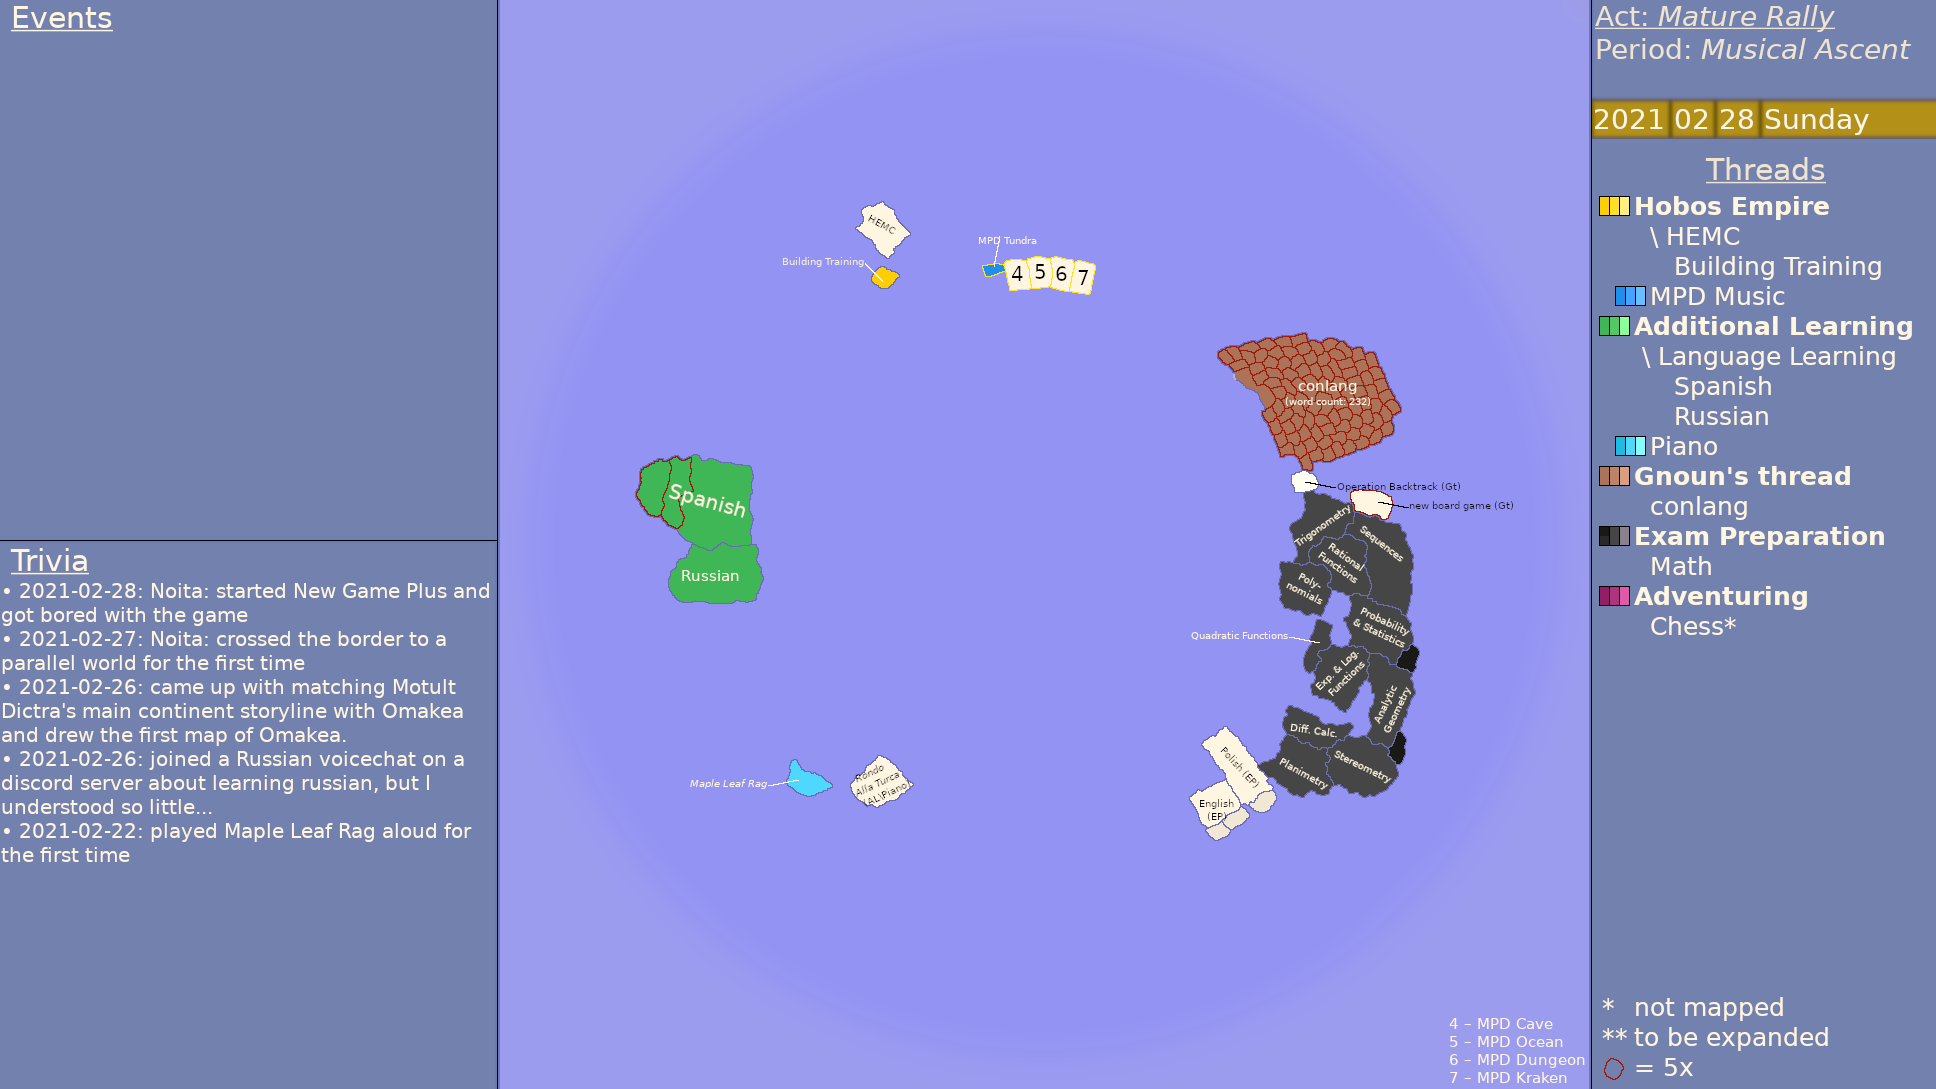 Events
Trivia
• 2021-02-28: Noita: started New Game Plus and
got bored with the game
• 2021-02-27: Noita: crossed the border to a
parallel world for the first time
• 2021-02-26: came up with matching Motult
Dictra's main continent storyline with Omakea
and drew the first map of Omakea.
• 2021-02-26: joined a Russian voicechat on a
discord server about learning russian, but I
understood so little...
• 2021-02-22: played Maple Leaf Rag aloud for
the first time
HEMC
Building Training
MPD Tundra
4 5 6 7
conlang
(word count: 232)
Operation Backtrack (Gt)
new board game (Gt)
Spanish
Russian
Trigonometry
Sequences
Rational
Functions
Poly-
nomials
Probability
& Statistics
Quadratic Functions
Exp. & Log.
Functions
Analytic
Geometry
Diff. Calc.
Planimetry
Stereometry
Polish (EP)
English
(EP)
Maple Leaf Rag
Rondo
Alla Turca
(AL)Piano)
4 – MPD Cave
5 – MPD Ocean
6 – MPD Dungeon
7 – MPD Kraken
Act: Mature Rally
Period: Musical Ascent
2021 02 28 Sunday
Threads
Hobos Empire
\ HEMC
Building Training
MPD Music
Additional Learning
\ Language Learning
Spanish
Russian
Piano
Gnoun's thread
conlang
Exam Preparation
Math
Adventuring
Chess*
* not mapped
** to be expanded
= 5x